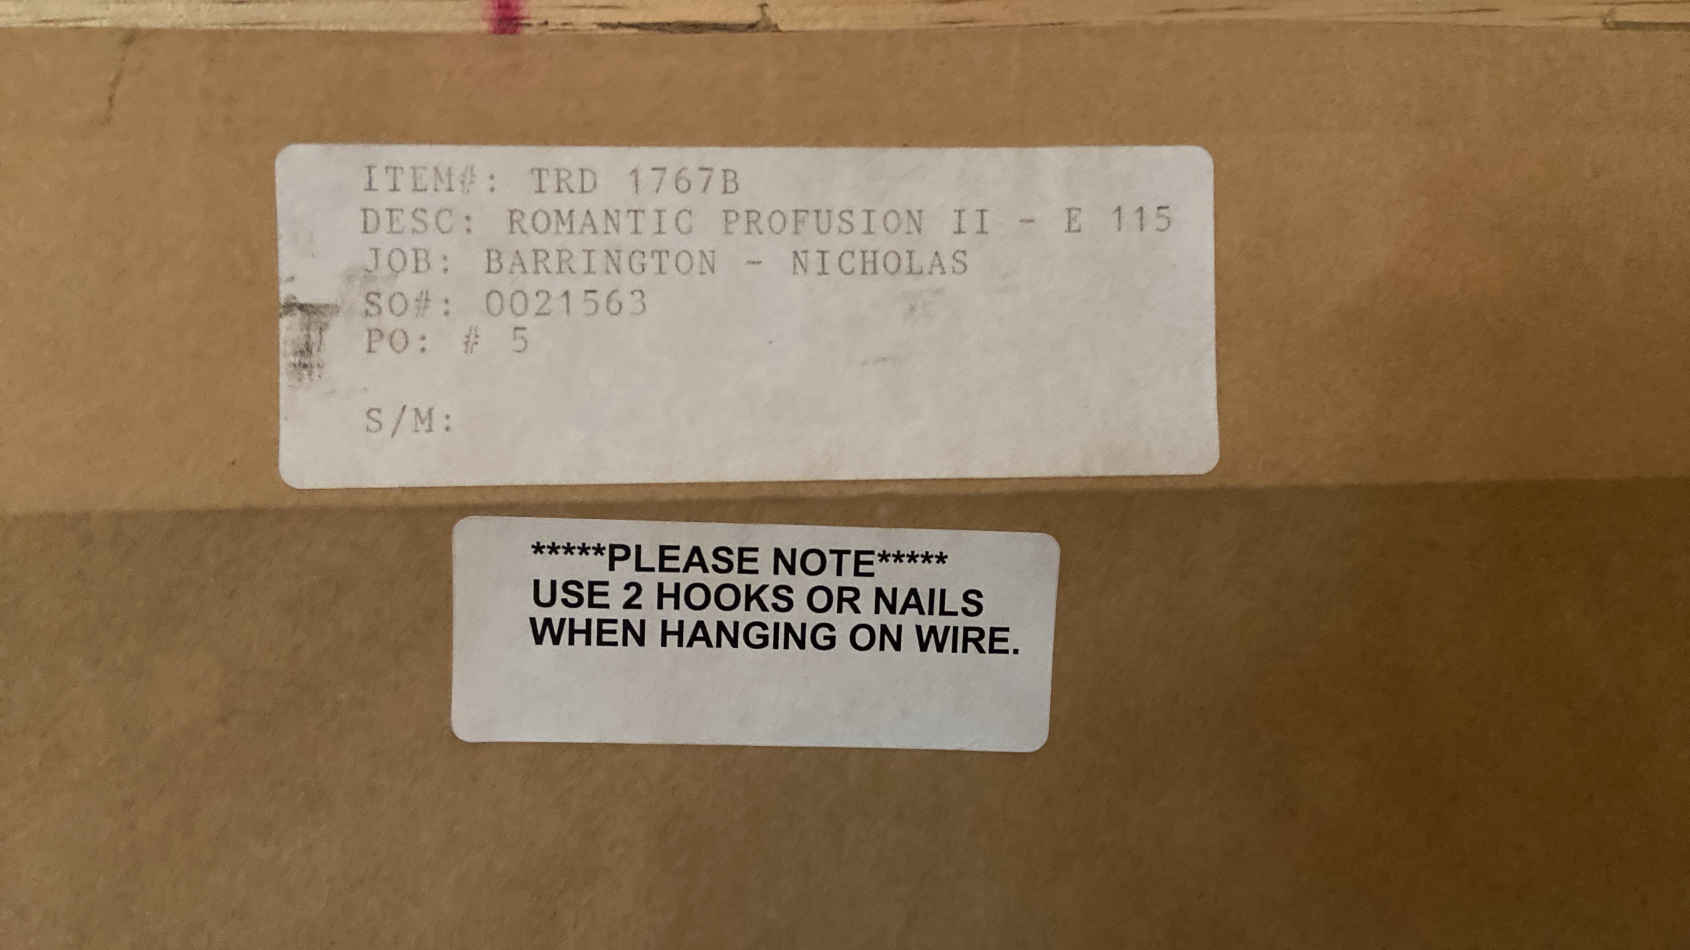 ITEM#: TRD 1767B
DESC: ROMANTIC PROFUSION II - E 115
JOB: BARRINGTON - NICHOLAS
SO#: 0021563
PO: # 5
S/M:
*****PLEASE NOTE*****
USE 2 HOOKS OR NAILS
WHEN HANGING ON WIRE.